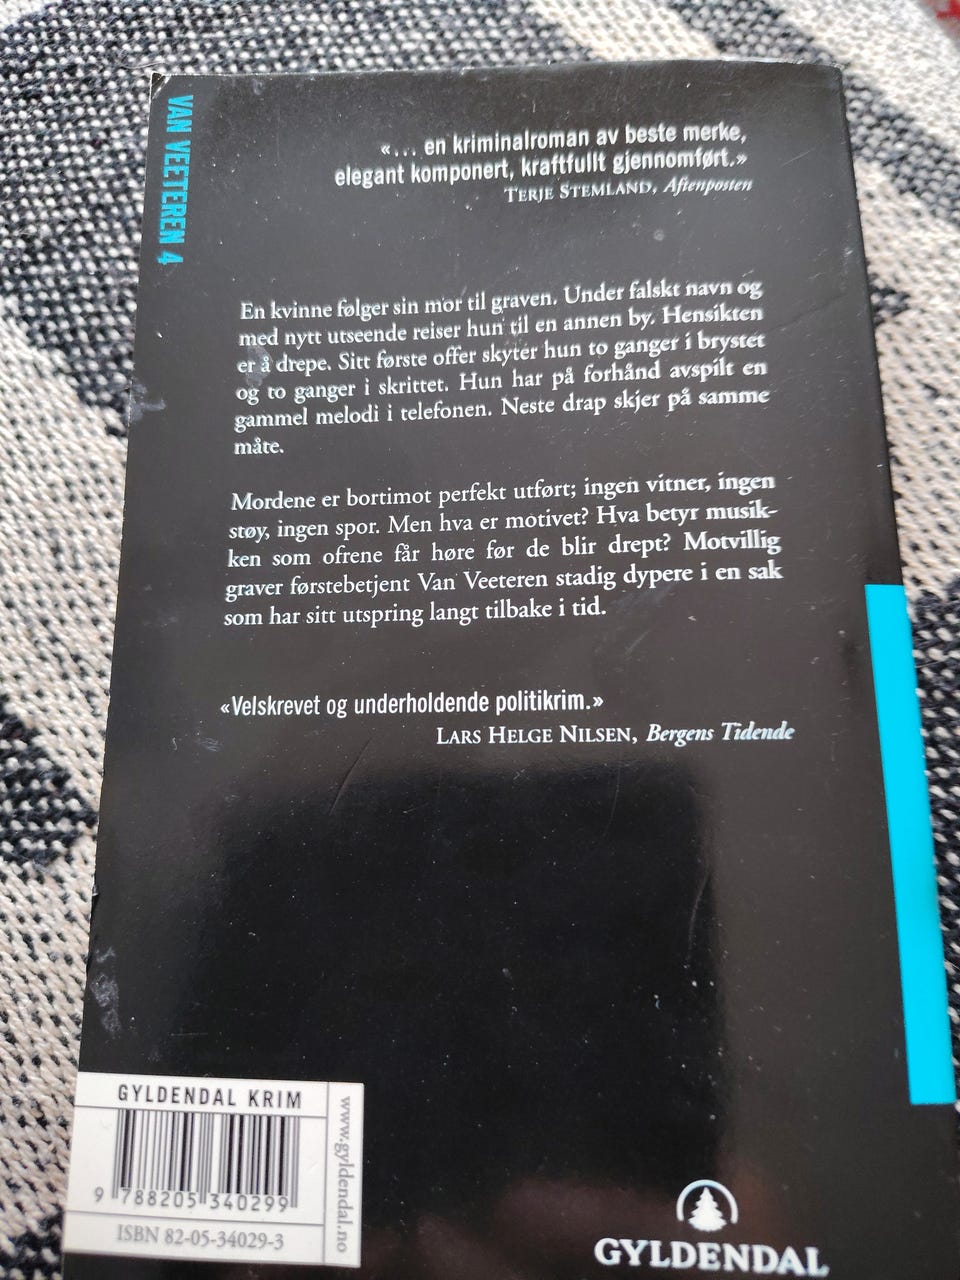 VAN VEETEREN 4
«... en kriminalroman av beste merke,
elegant komponert, kraftfullt gjennomført.»
TERJE STEMLAND, Aftenposten
En kvinne følger sin mor til graven. Under falskt navn og
med nytt utseende reiser hun til en annen by. Hensikten
er å drepe. Sitt første offer skyter hun to ganger i brystet
og to ganger i skrittet. Hun har på forhånd avspilt en
gammel melodi i telefonen. Neste drap skjer på samme
måte.
Mordene er bortimot perfekt utført; ingen vitner, ingen
støy, ingen spor. Men hva er motivet? Hva betyr musik-
ken som ofrene får høre før de blir drept? Motvillig
graver førstebetjent Van Veeteren stadig dypere i en sak
som har sitt utspring langt tilbake i tid.
«Velskrevet og underholdende politikrim.»
LARS HELGE NILSEN, Bergens Tidende
GYLDENDAL KRIM
9 788205 340299
ISBN 82-05-34029-3
www.gyldendal.no
GYLDENDAL